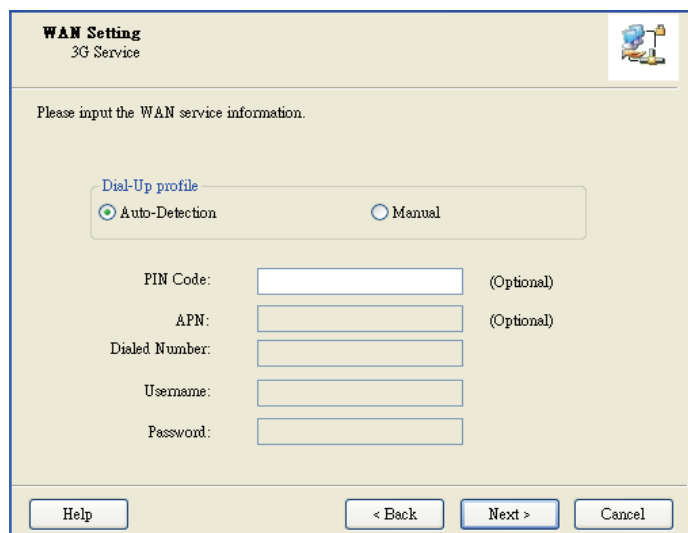 WAN Setting
3G Service
Please input the WAN service information.
Dial-Up profile
Auto-Detection Manual
PIN Code: (Optional)
APN: (Optional)
Dialed Number:
Username:
Password:
Help < Back Next > Cancel